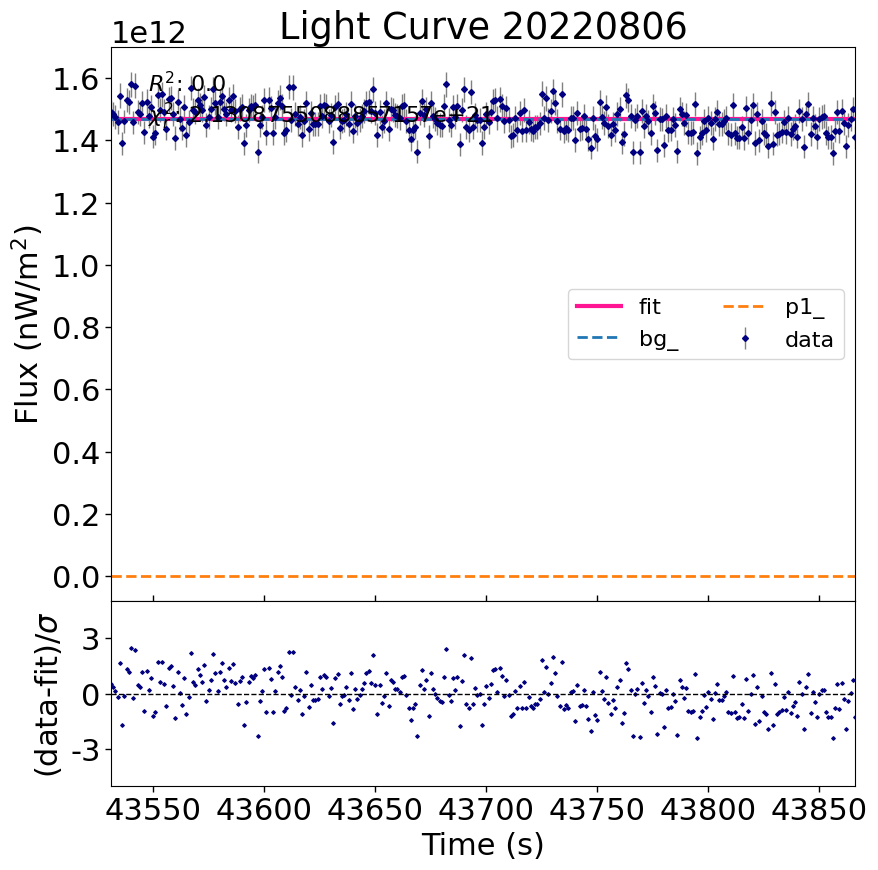 Light Curve 20220806
1e12
R²: 0.0
1.6
1.4
1.2
1.0
0.8
0.6
0.4
0.2
0.0
Flux (nW/m²)
fit
bg_
p1_
data
3
0
-3
(data-fit)/σ
43550 43600 43650 43700 43750 43800 43850
Time (s)